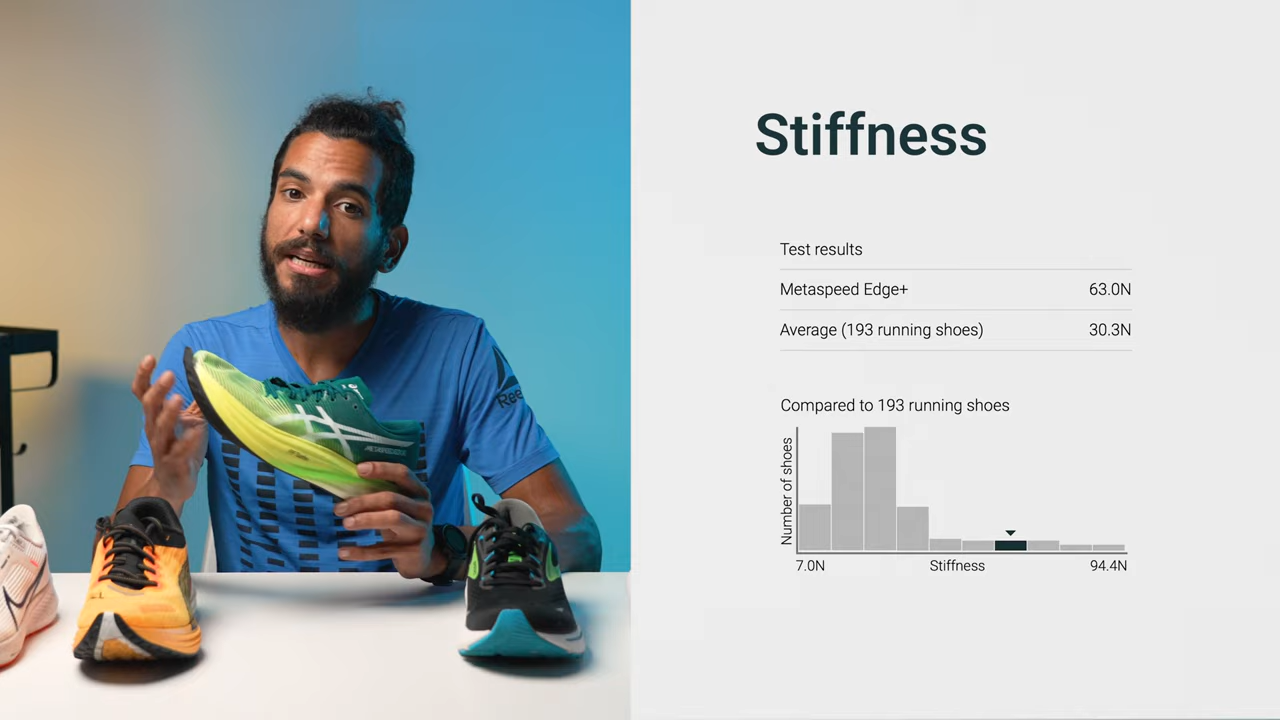 Stiffness
Test results
Metaspeed Edge+ 63.0N
Average (193 running shoes) 30.3N
Compared to 193 running shoes
Number of shoes
7.0N Stiffness 94.4N
Ree